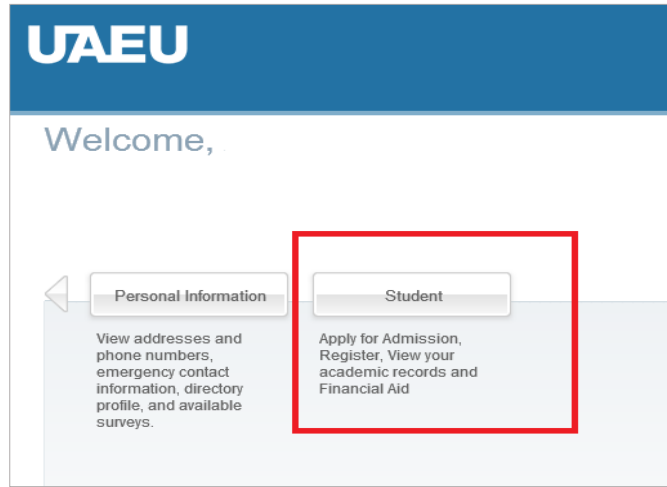 UAEU
Welcome,
Personal Information
Student
View addresses and
phone numbers,
emergency contact
information, directory
profile, and available
surveys.
Apply for Admission,
Register, View your
academic records and
Financial Aid